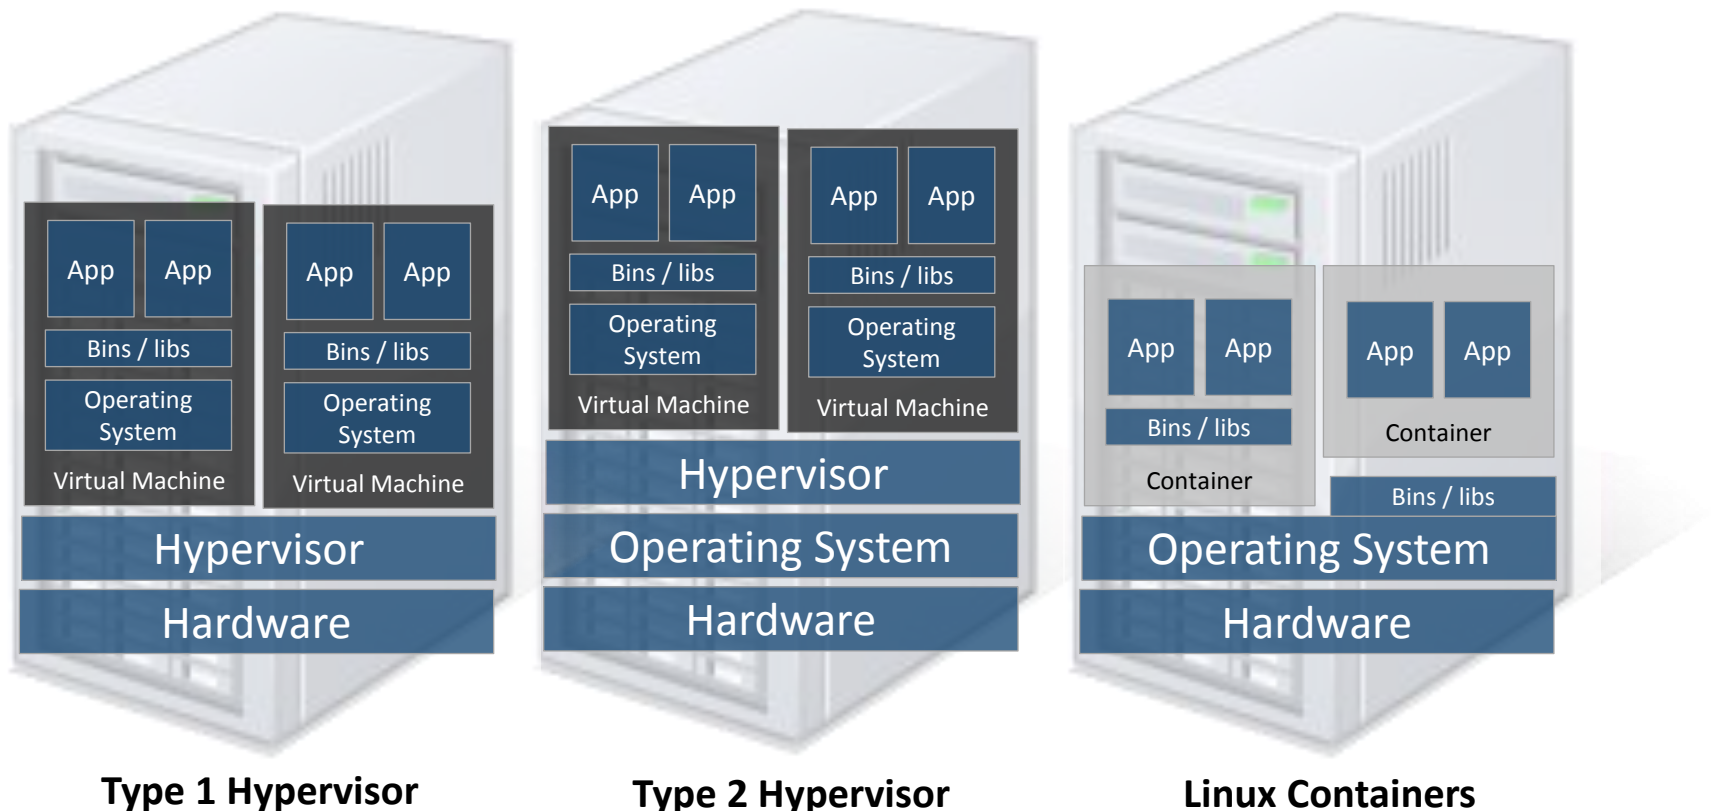 App
App
Bins / libs
Operating
System
Virtual Machine
App
App
Bins / libs
Operating
System
Virtual Machine
Hypervisor
Hardware
Type 1 Hypervisor
App
App
Bins / libs
Operating
System
Virtual Machine
App
App
Bins / libs
Operating
System
Virtual Machine
Hypervisor
Operating System
Hardware
Type 2 Hypervisor
App
App
Bins / libs
Container
App
App
Container
Bins / libs
Operating System
Hardware
Linux Containers